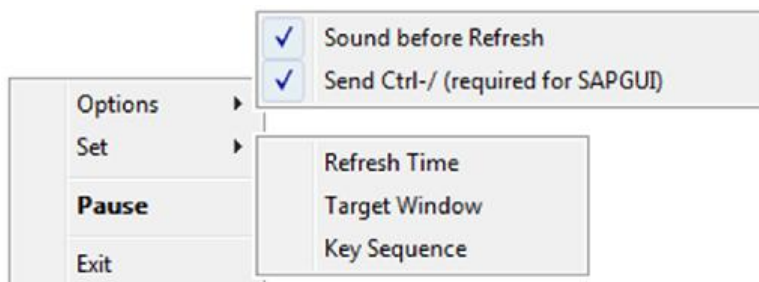 Sound before Refresh
Send Ctrl-/ (required for SAPGUI)
Options
Set
Pause
Exit
Refresh Time
Target Window
Key Sequence